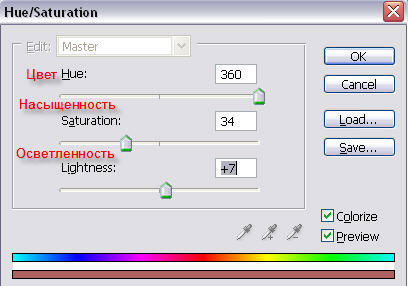 Hue/Saturation
Edit: Master
OK
Цвет Hue: 360
Cancel
Насыщенность
Saturation: 34
Load...
Save...
Осветленность
Lightness: +7
Colorize
Preview